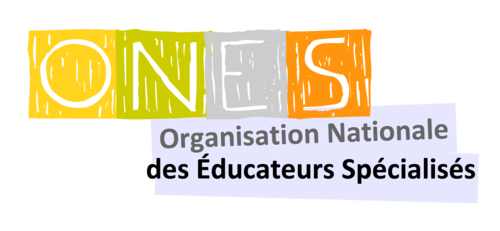 ONES
Organisation Nationale
des Éducateurs Spécialisés